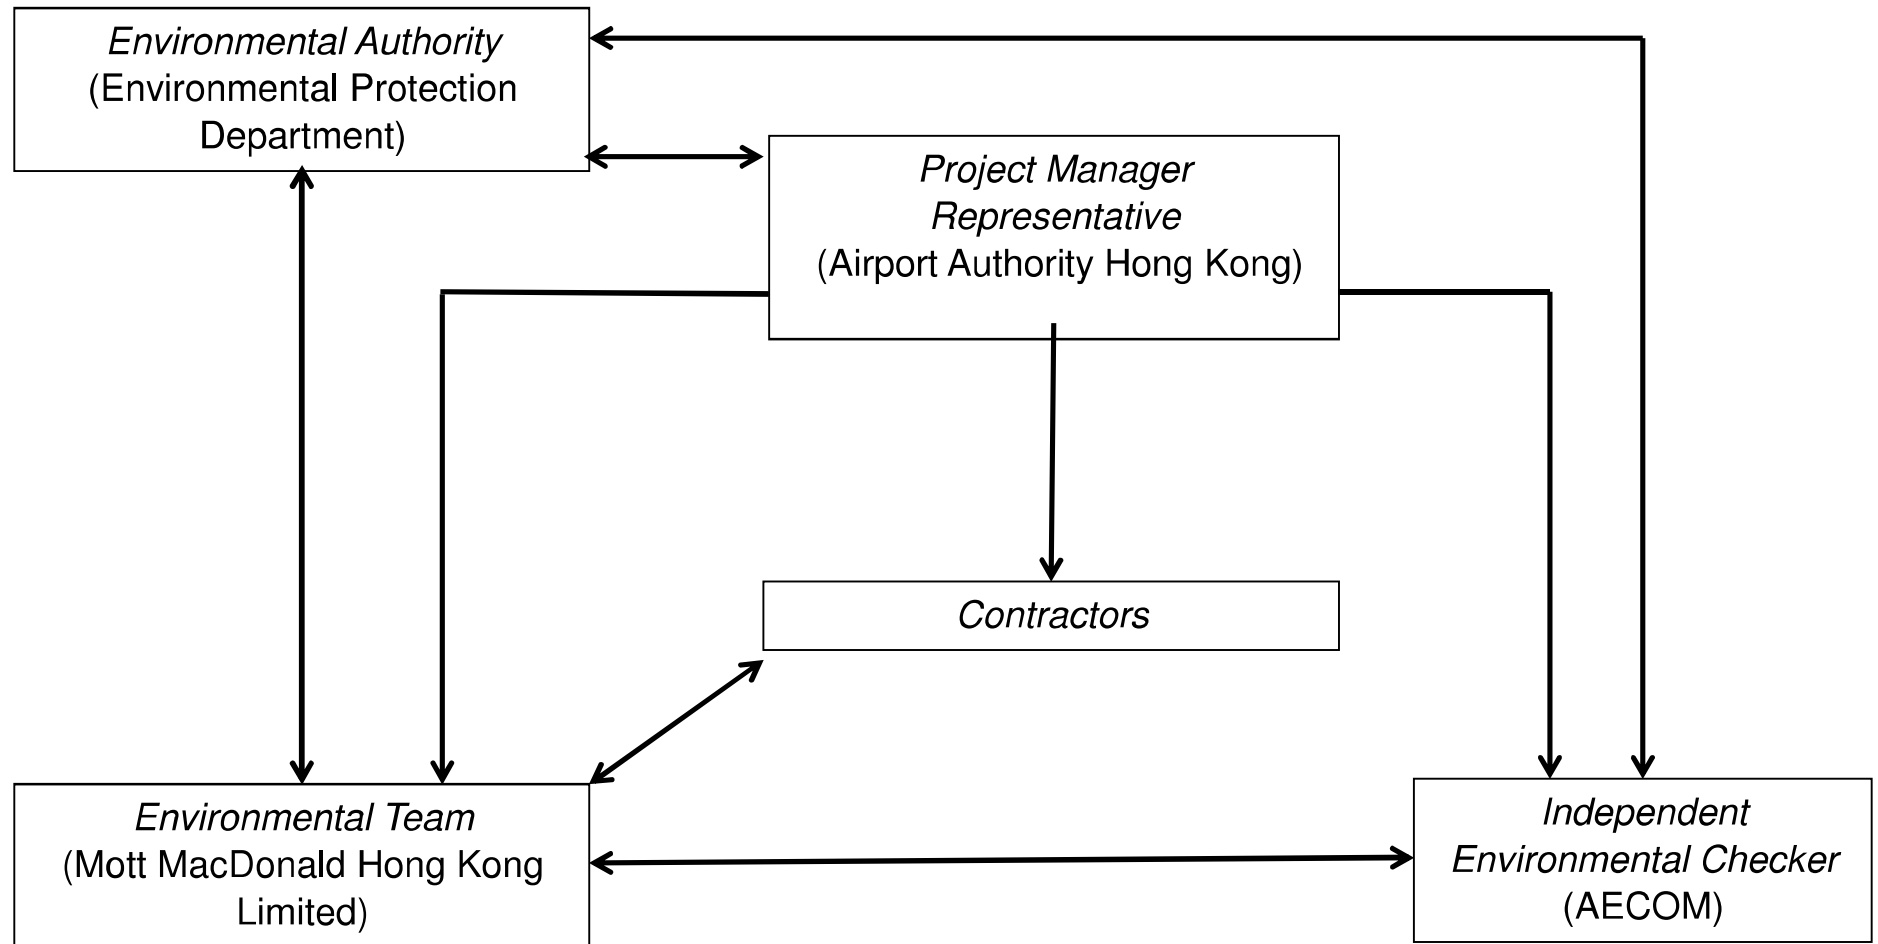 Environmental Authority
(Environmental Protection
Department)
Project Manager
Representative
(Airport Authority Hong Kong)
Contractors
Environmental Team
(Mott MacDonald Hong Kong
Limited)
Independent
Environmental Checker
(AECOM)